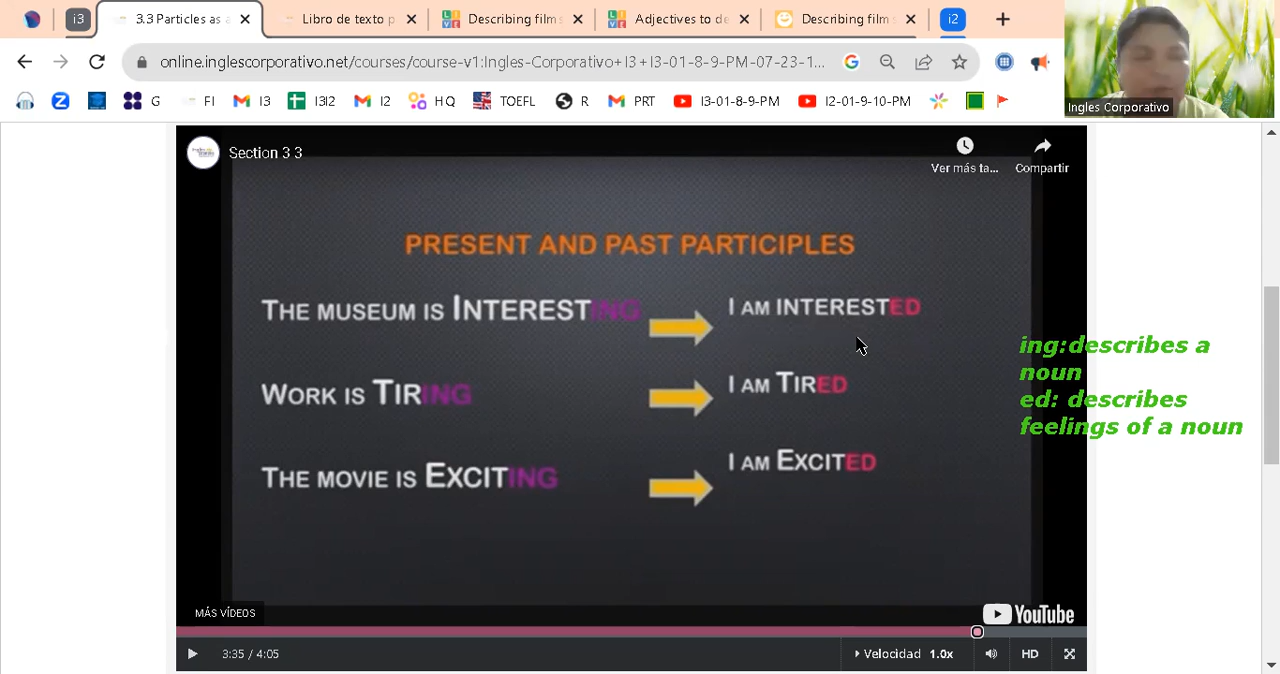 i3
3.3 Particles as a
Libro de texto p
Describing films
Adjectives to de
Describing film
i2
online.inglescorporativo.net/courses/course-v1:Ingles-Corporativo+I3+I3-01-8-9-PM-07-23-1...
G
FI
I3
I3I2
I2
HQ
TOEFL
R
PRT
I3-01-8-9-PM
I2-01-9-10-PM
Ingles Corporativo
Section 3 3
Ver más ta...
Compartir
PRESENT AND PAST PARTICIPLES
THE MUSEUM IS INTERESTING
I AM INTERESTED
WORK IS TIRING
I AM TIRED
THE MOVIE IS EXCITING
I AM EXCITED
ing:describes a
noun
ed: describes
feelings of a noun
MÁS VÍDEOS
YouTube
3:35 / 4:05
Velocidad 1.0x
HD